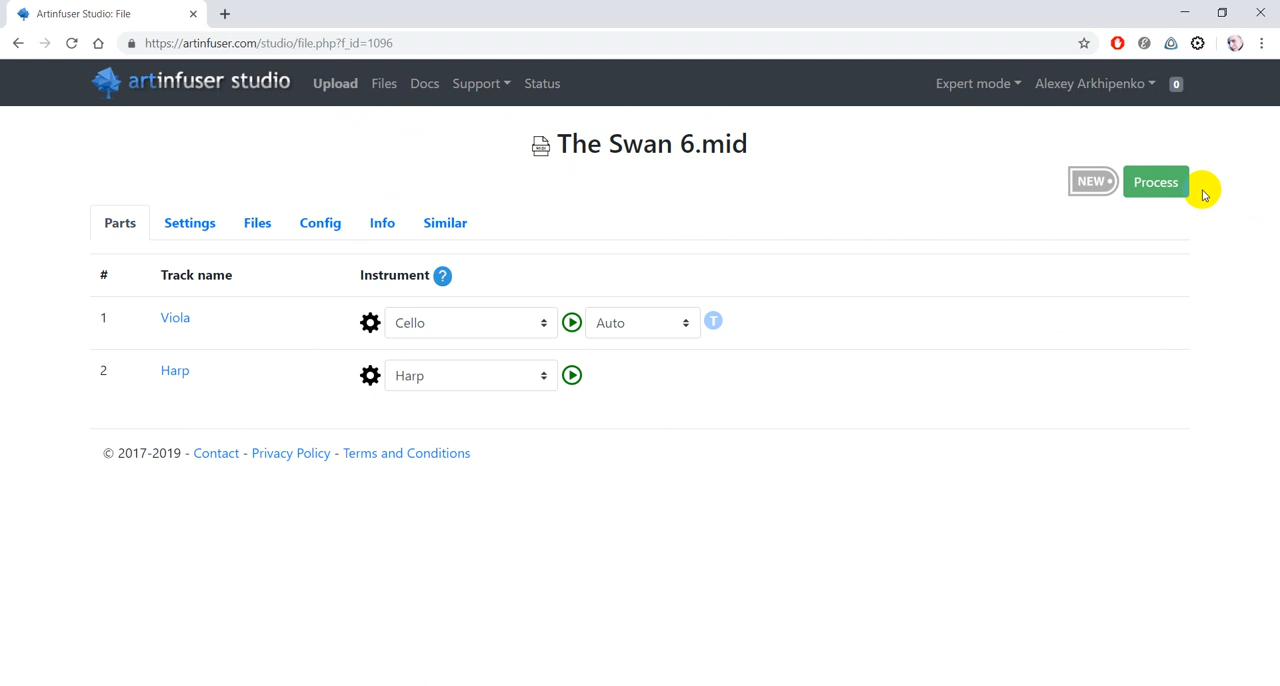 Artinfuser Studio: File
https://artinfuser.com/studio/file.php?f_id=1096
artinfuser studio Upload Files Docs Support Status Expert mode Alexey Arkhipenko 0
The Swan 6.mid
NEW Process
Parts Settings Files Config Info Similar
# Track name Instrument ?
1 Viola Cello Auto T
2 Harp Harp
© 2017-2019 - Contact - Privacy Policy - Terms and Conditions